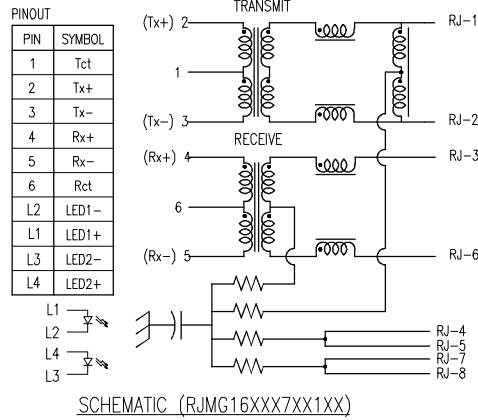 PINOUT
PIN SYMBOL
1 Tct
2 Tx+
3 Tx-
4 Rx+
5 Rx-
6 Rct
L2 LED1-
L1 LED1+
L3 LED2-
L4 LED2+
TRANSMIT
(Tx+) 2
RJ-1
1
(Tx-) 3
RJ-2
RECEIVE
(Rx+) 4
RJ-3
6
(Rx-) 5
RJ-6
L1
L2
L4
L3
RJ-4
RJ-5
RJ-7
RJ-8
SCHEMATIC (RJMG16XXX7XX1XX)